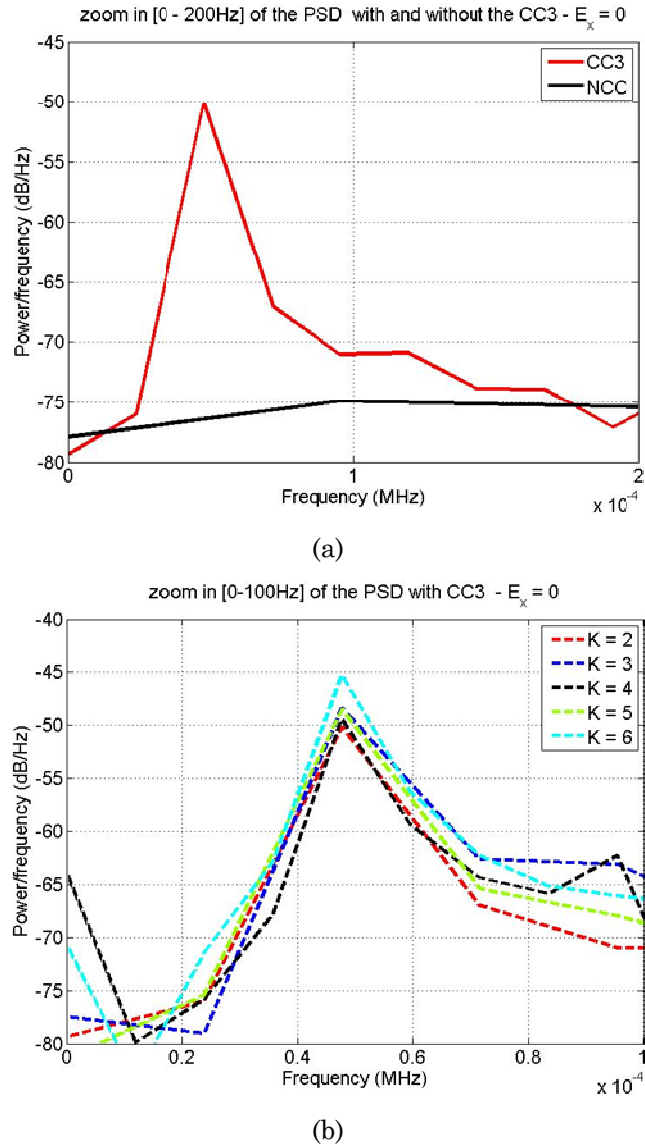 zoom in [0 - 200Hz] of the PSD with and without the CC3 - E_x = 0
-45
-50
-55
-60
-65
-70
-75
-80
Power/frequency (dB/Hz)
CC3
NCC
0
1
2
Frequency (MHz)
x 10^-4
(a)
zoom in [0-100Hz] of the PSD with CC3 - E_x = 0
-40
-45
-50
-55
-60
-65
-70
-75
-80
Power/frequency (dB/Hz)
K = 2
K = 3
K = 4
K = 5
K = 6
0
0.2
0.4
0.6
0.8
1
Frequency (MHz)
x 10^-4
(b)